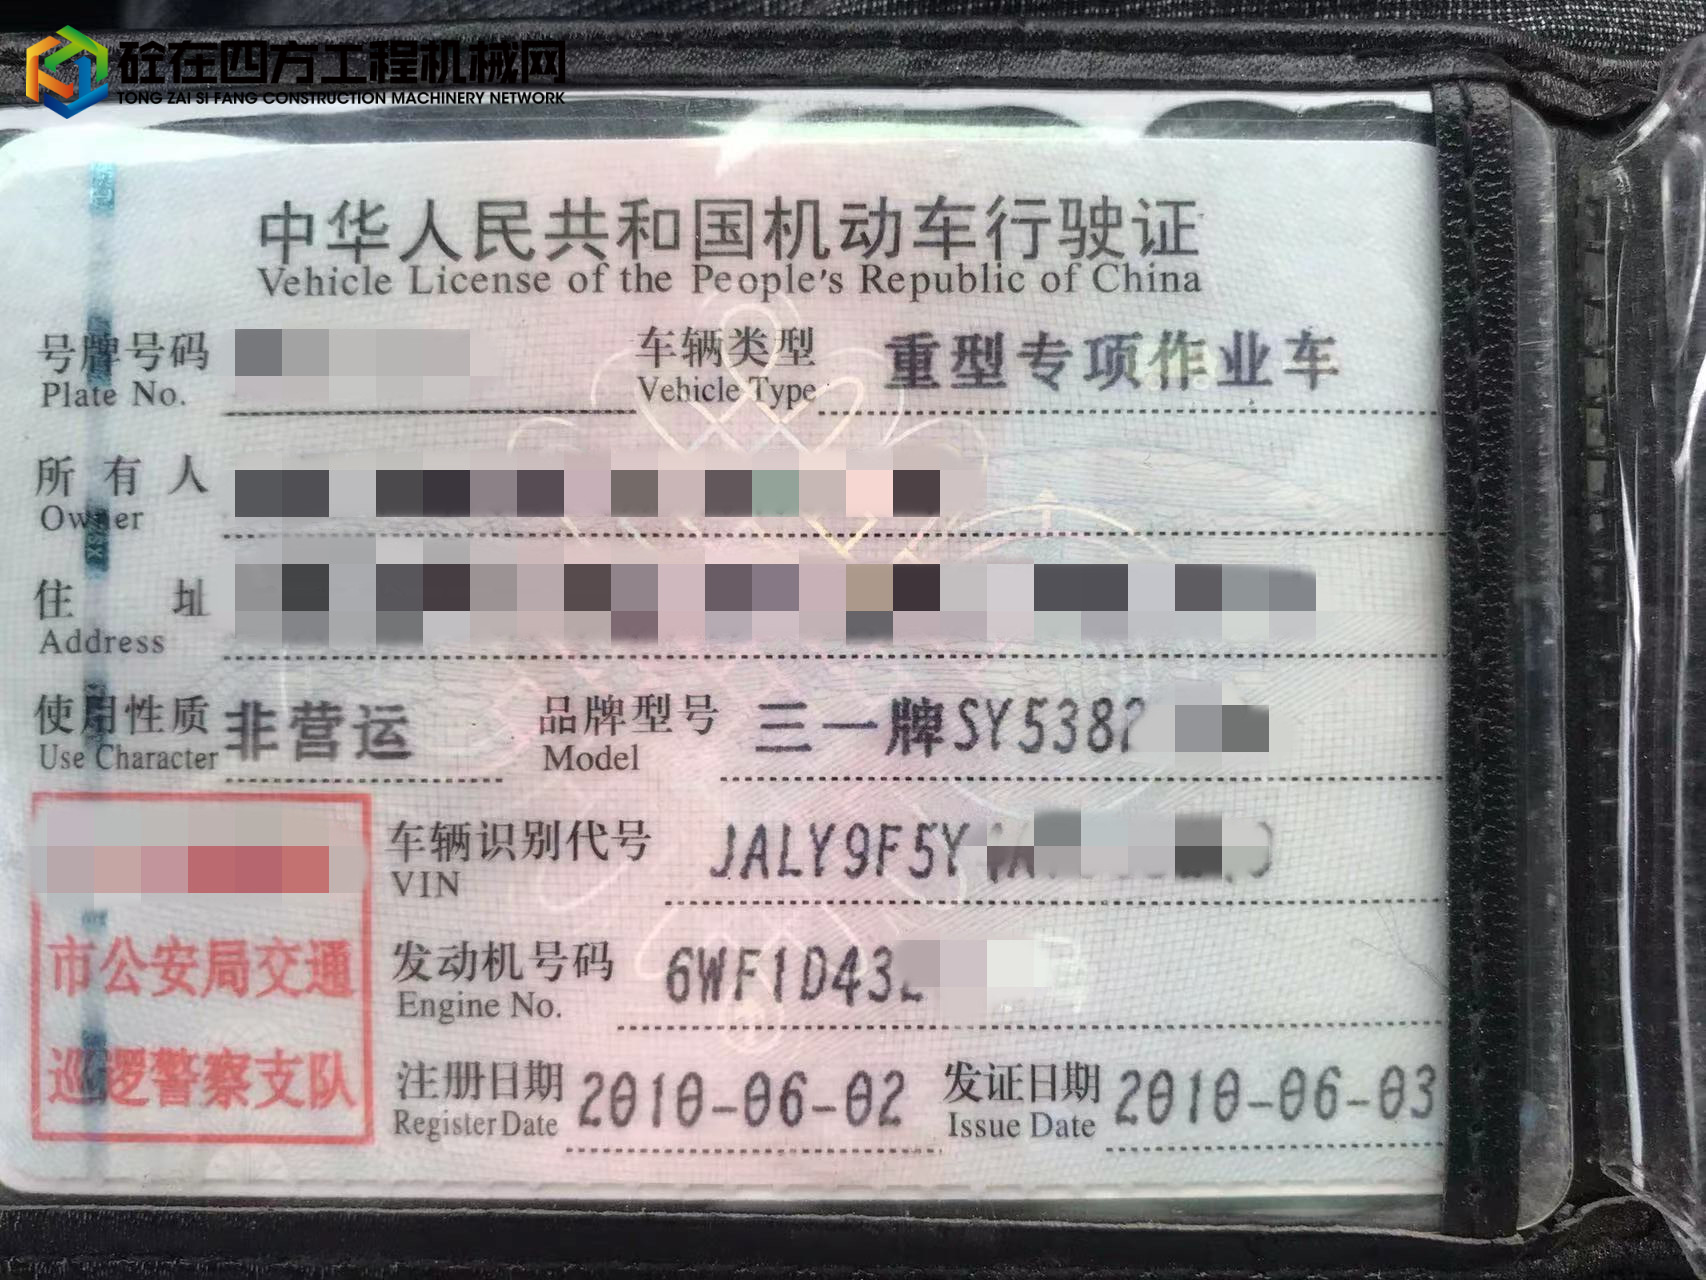 砼在四方工程机械网
TONG ZAI SI FANG CONSTRUCTION MACHINERY NETWORK
中华人民共和国机动车行驶证
Vehicle License of the People's Republic of China
号牌号码 车辆类型 重型专项作业车
Plate No. Vehicle Type
所有人
Owner
住址
Address
使用性质 非营运 品牌型号 三一牌SY538
Use Character Model
车辆识别代号 JALY9F5Y
VIN
发动机号码 6WF1D43
Engine No.
市公安局交通
巡逻警察支队
注册日期 2010-06-02 发证日期 2010-06-03
Register Date Issue Date